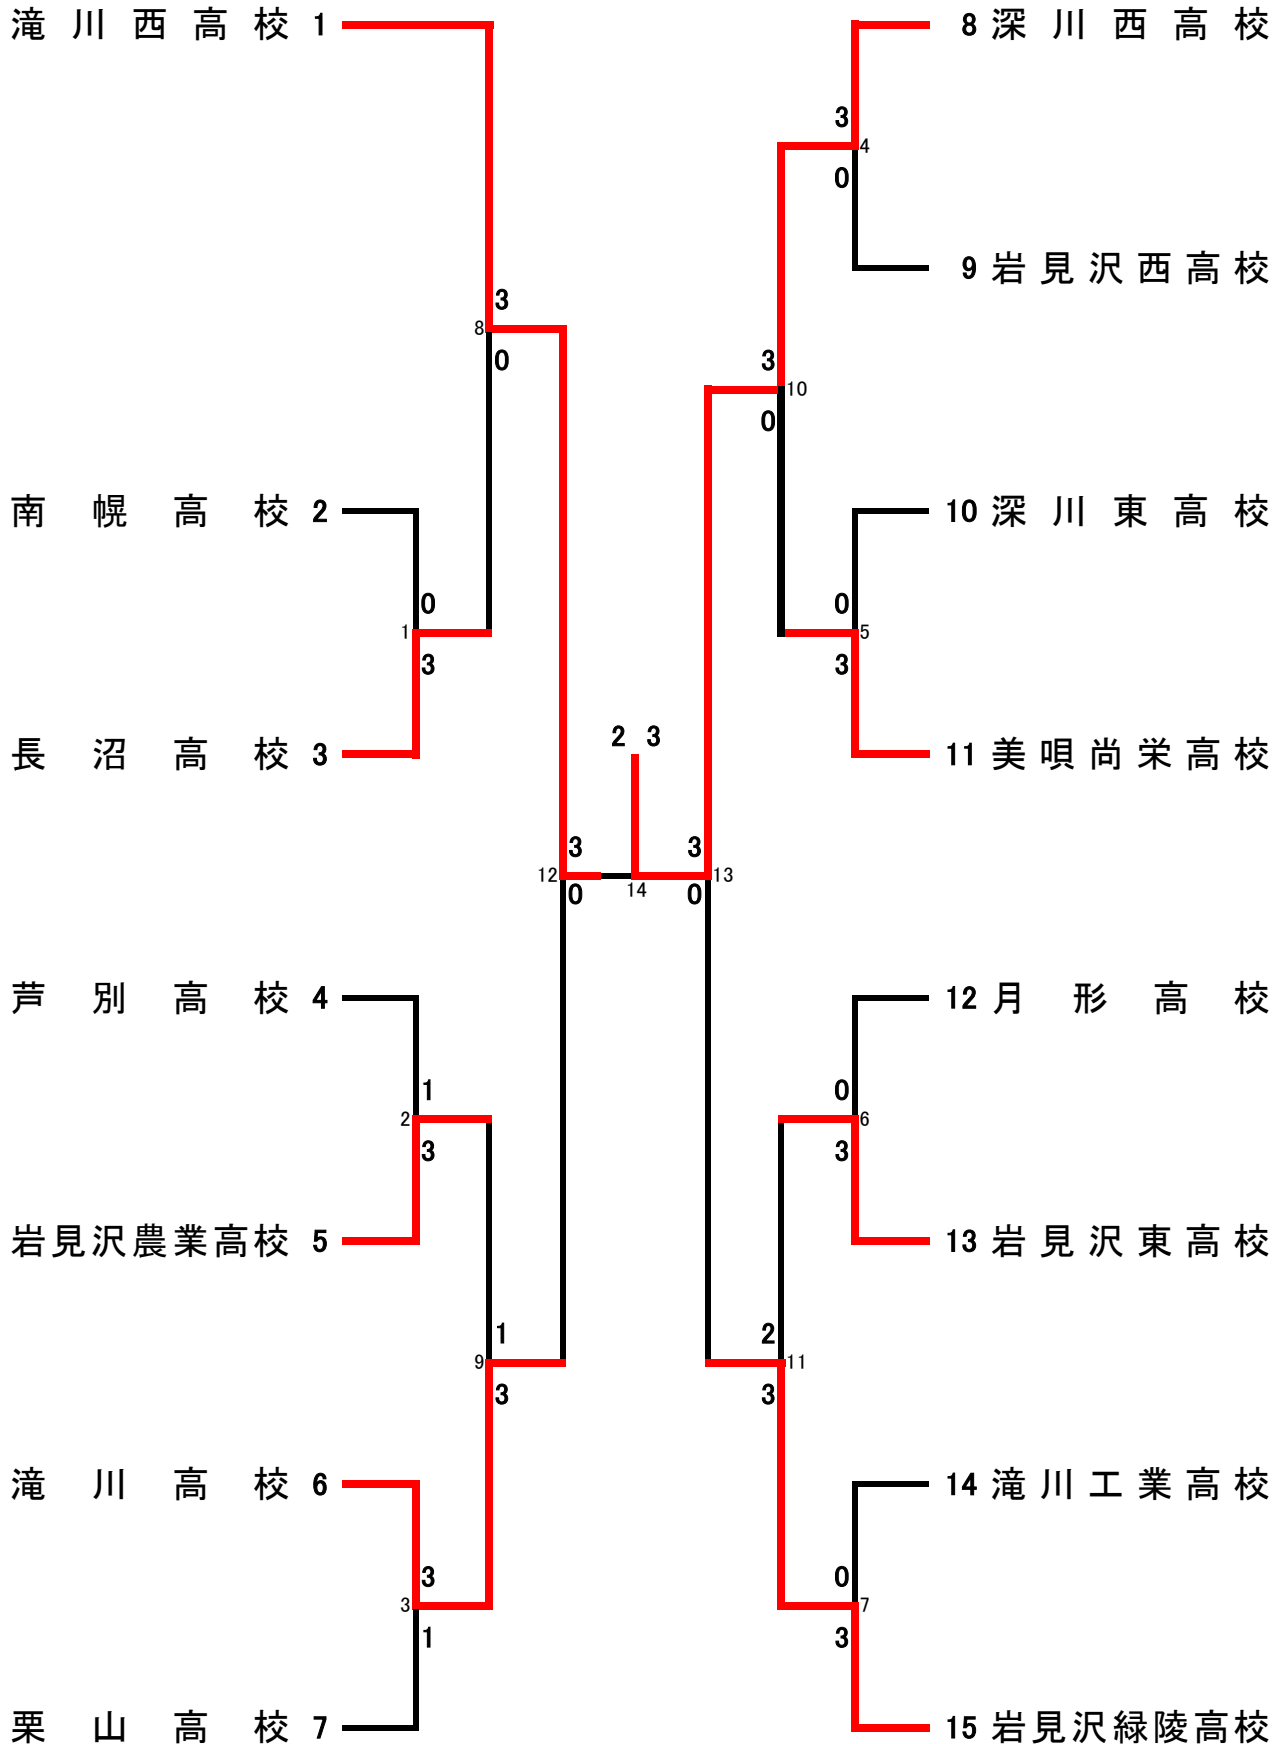 滝川西高校 1
8 深川西高校
3
4
0
9 岩見沢西高校
3
8
0
3
10
0
南幌高校 2
10 深川東高校
0
1
3
0
5
3
長沼高校 3
11 美唄尚栄高校
2 3
3
12
0
14
3
13
0
芦別高校 4
12 月形高校
1
2
3
0
6
3
岩見沢農業高校 5
13 岩見沢東高校
1
9
3
2
11
3
滝川高校 6
14 滝川工業高校
3
3
1
0
7
3
栗山高校 7
15 岩見沢緑陵高校